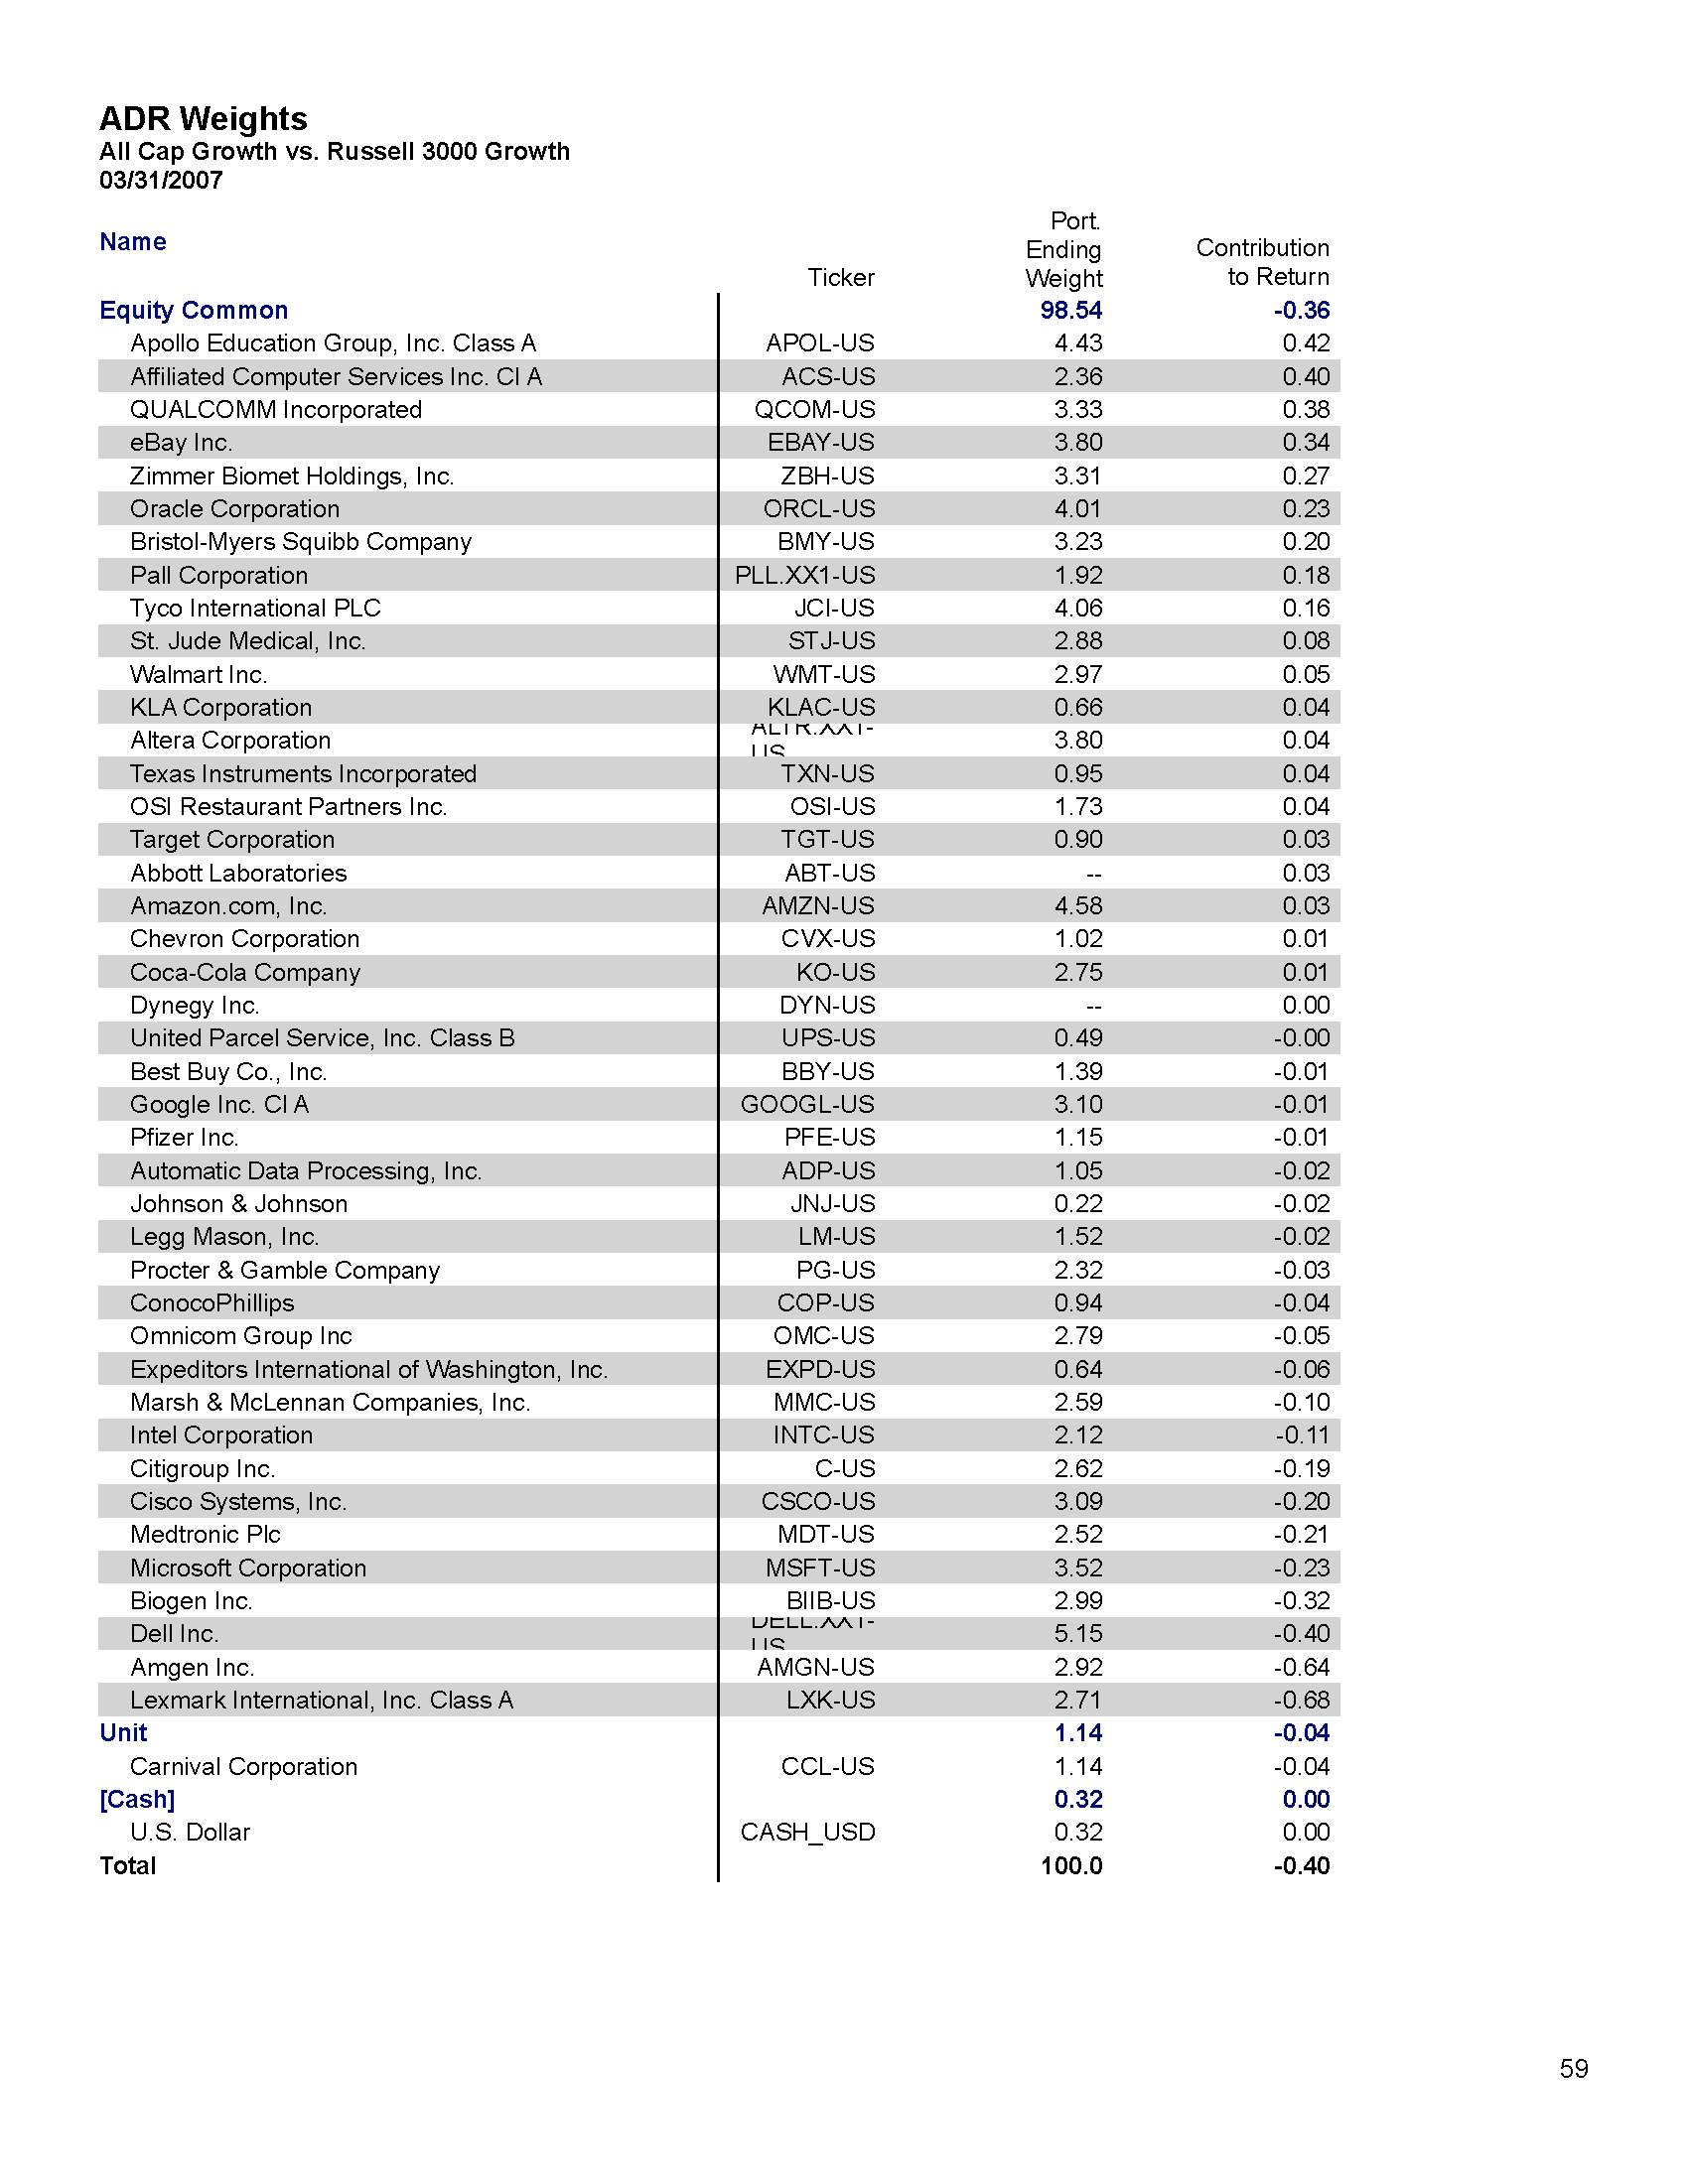 ADR Weights
All Cap Growth vs. Russell 3000 Growth
03/31/2007
Name Ticker Port. Ending Weight Contribution to Return
Equity Common 98.54 -0.36
Apollo Education Group, Inc. Class A APOL-US 4.43 0.42
Affiliated Computer Services Inc. Cl A ACS-US 2.36 0.40
QUALCOMM Incorporated QCOM-US 3.33 0.38
eBay Inc. EBAY-US 3.80 0.34
Zimmer Biomet Holdings, Inc. ZBH-US 3.31 0.27
Oracle Corporation ORCL-US 4.01 0.23
Bristol-Myers Squibb Company BMY-US 3.23 0.20
Pall Corporation PLL.XX1-US 1.92 0.18
Tyco International PLC JCI-US 4.06 0.16
St. Jude Medical, Inc. STJ-US 2.88 0.08
Walmart Inc. WMT-US 2.97 0.05
KLA Corporation KLAC-US 0.66 0.04
Altera Corporation ALTR.XX1-US 3.80 0.04
Texas Instruments Incorporated TXN-US 0.95 0.04
OSI Restaurant Partners Inc. OSI-US 1.73 0.04
Target Corporation TGT-US 0.90 0.03
Abbott Laboratories ABT-US -- 0.03
Amazon.com, Inc. AMZN-US 4.58 0.03
Chevron Corporation CVX-US 1.02 0.01
Coca-Cola Company KO-US 2.75 0.01
Dynegy Inc. DYN-US -- 0.00
United Parcel Service, Inc. Class B UPS-US 0.49 -0.00
Best Buy Co., Inc. BBY-US 1.39 -0.01
Google Inc. Cl A GOOGL-US 3.10 -0.01
Pfizer Inc. PFE-US 1.15 -0.01
Automatic Data Processing, Inc. ADP-US 1.05 -0.02
Johnson & Johnson JNJ-US 0.22 -0.02
Legg Mason, Inc. LM-US 1.52 -0.02
Procter & Gamble Company PG-US 2.32 -0.03
ConocoPhillips COP-US 0.94 -0.04
Omnicom Group Inc OMC-US 2.79 -0.05
Expeditors International of Washington, Inc. EXPD-US 0.64 -0.06
Marsh & McLennan Companies, Inc. MMC-US 2.59 -0.10
Intel Corporation INTC-US 2.12 -0.11
Citigroup Inc. C-US 2.62 -0.19
Cisco Systems, Inc. CSCO-US 3.09 -0.20
Medtronic Plc MDT-US 2.52 -0.21
Microsoft Corporation MSFT-US 3.52 -0.23
Biogen Inc. BIIB-US 2.99 -0.32
Dell Inc. DELL.XX1-US 5.15 -0.40
Amgen Inc. AMGN-US 2.92 -0.64
Lexmark International, Inc. Class A LXK-US 2.71 -0.68
Unit 1.14 -0.04
Carnival Corporation CCL-US 1.14 -0.04
[Cash] 0.32 0.00
U.S. Dollar CASH_USD 0.32 0.00
Total 100.0 -0.40
59